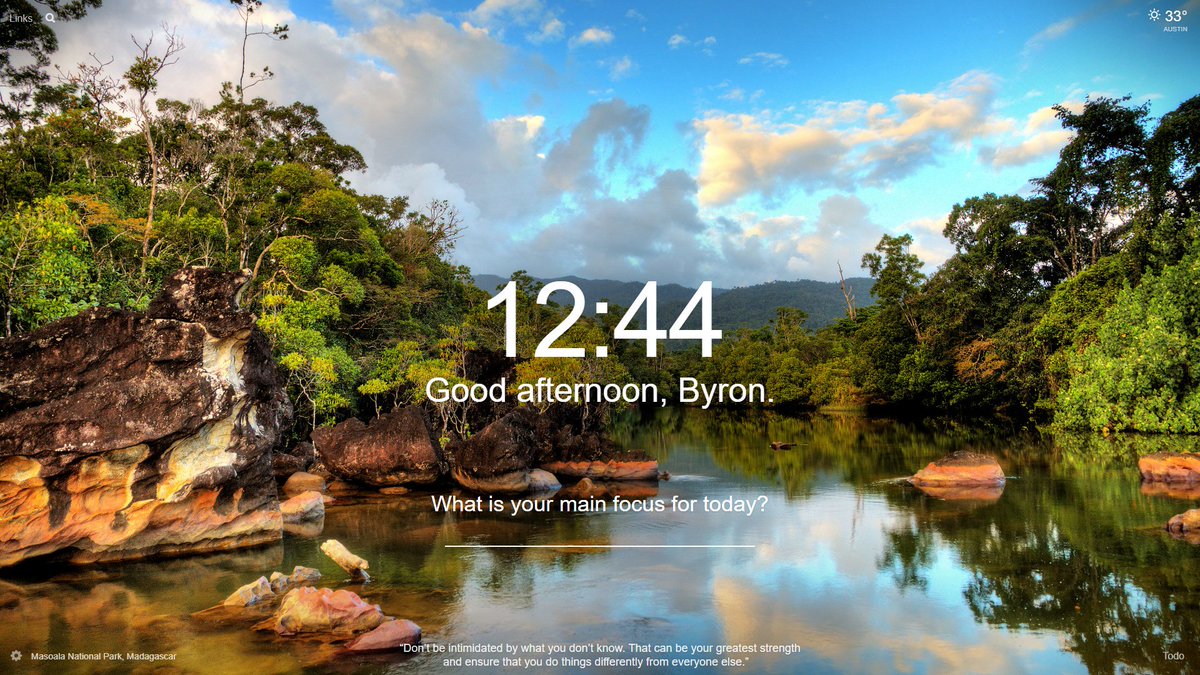 Links
33°
AUSTIN
12:44
Good afternoon, Byron.
What is your main focus for today?
“Don’t be intimidated by what you don’t know. That can be your greatest strength
and ensure that you do things differently from everyone else.”
Masoala National Park, Madagascar
Todo